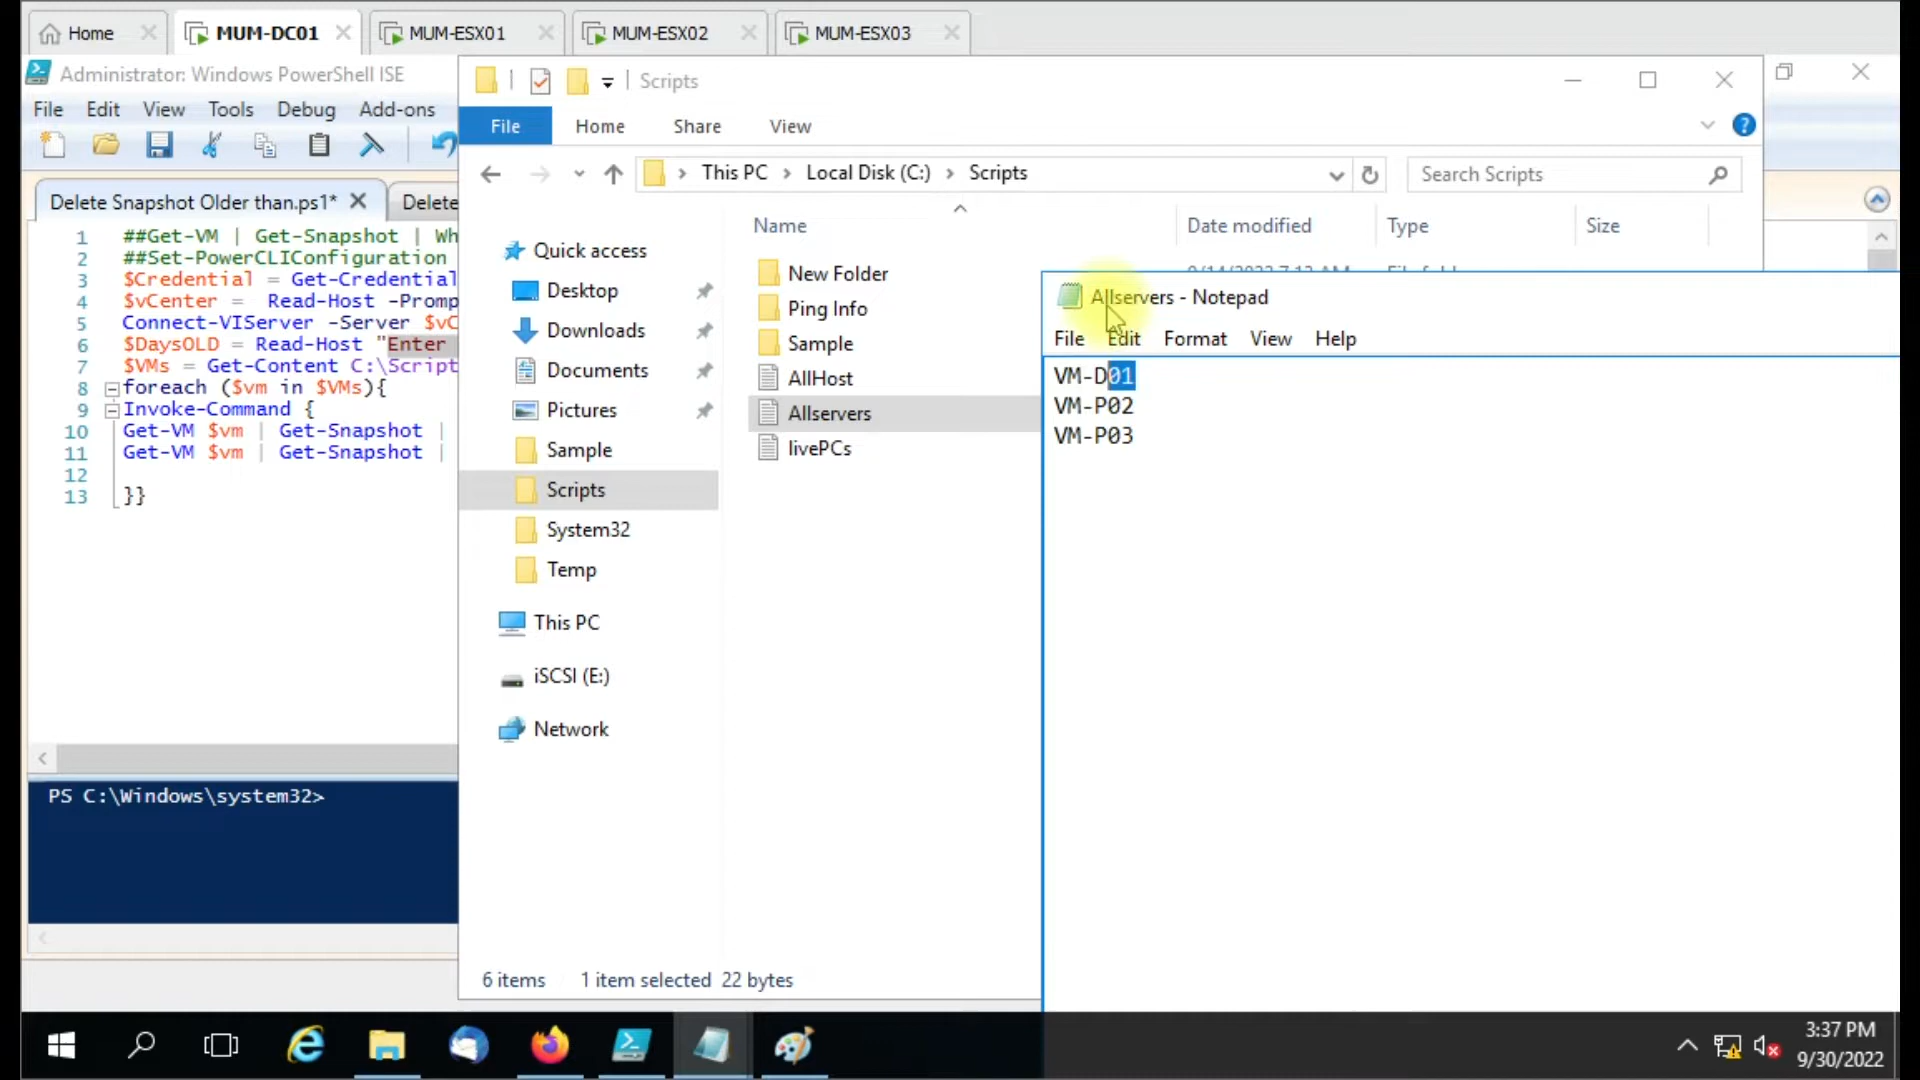 Home
MUM-DC01
MUM-ESX01
MUM-ESX02
MUM-ESX03
Administrator: Windows PowerShell ISE
File Edit View Tools Debug Add-ons
Delete Snapshot Older than.ps1*
Delete
1 ##Get-VM | Get-Snapshot | Wh
2 ##Set-PowerCLIConfiguration
3 $Credential = Get-Credential
4 $vCenter = Read-Host -Promp
5 Connect-VIServer -Server $vC
6 $DaysOLD = Read-Host "Enter
7 $VMs = Get-Content C:\Script
8 foreach ($vm in $VMs){
9 Invoke-Command {
10 Get-VM $vm | Get-Snapshot |
11 Get-VM $vm | Get-Snapshot |
12
13 }}
PS C:\Windows\system32>
Scripts
File Home Share View
This PC Local Disk (C:) Scripts
Search Scripts
Name Date modified Type Size
Quick access
Desktop
Downloads
Documents
Pictures
Sample
Scripts
System32
Temp
This PC
iSCSI (E:)
Network
New Folder
Ping Info
Sample
AllHost
Allservers
livePCs
6 items 1 item selected 22 bytes
Allservers - Notepad
File Edit Format View Help
VM-D01
VM-P02
VM-P03
3:37 PM
9/30/2022